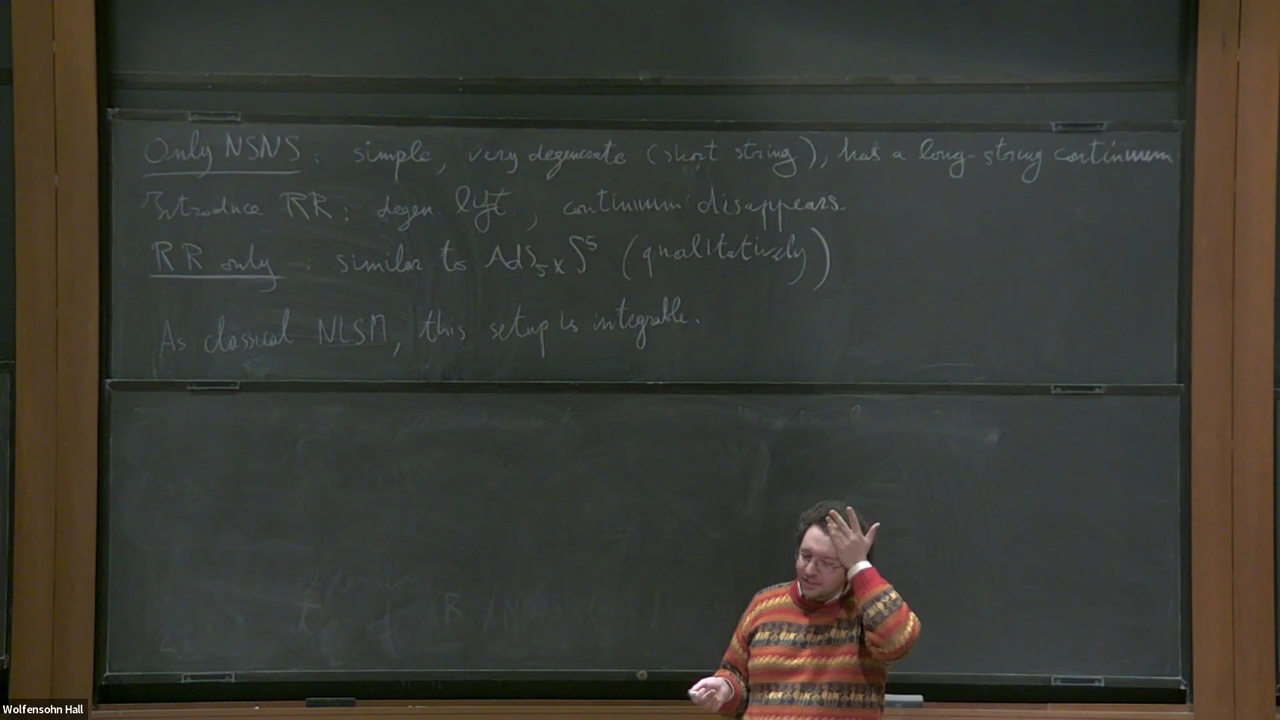 Only NSNS : simple, very degenerate (short string), has a long-string continuum
Introduce RR : degen. lift , continuum disappears
RR only : similar to AdS₅×S⁵ (qualitatively)
As classical NLSM, this setup is integrable.
Wolfensohn Hall